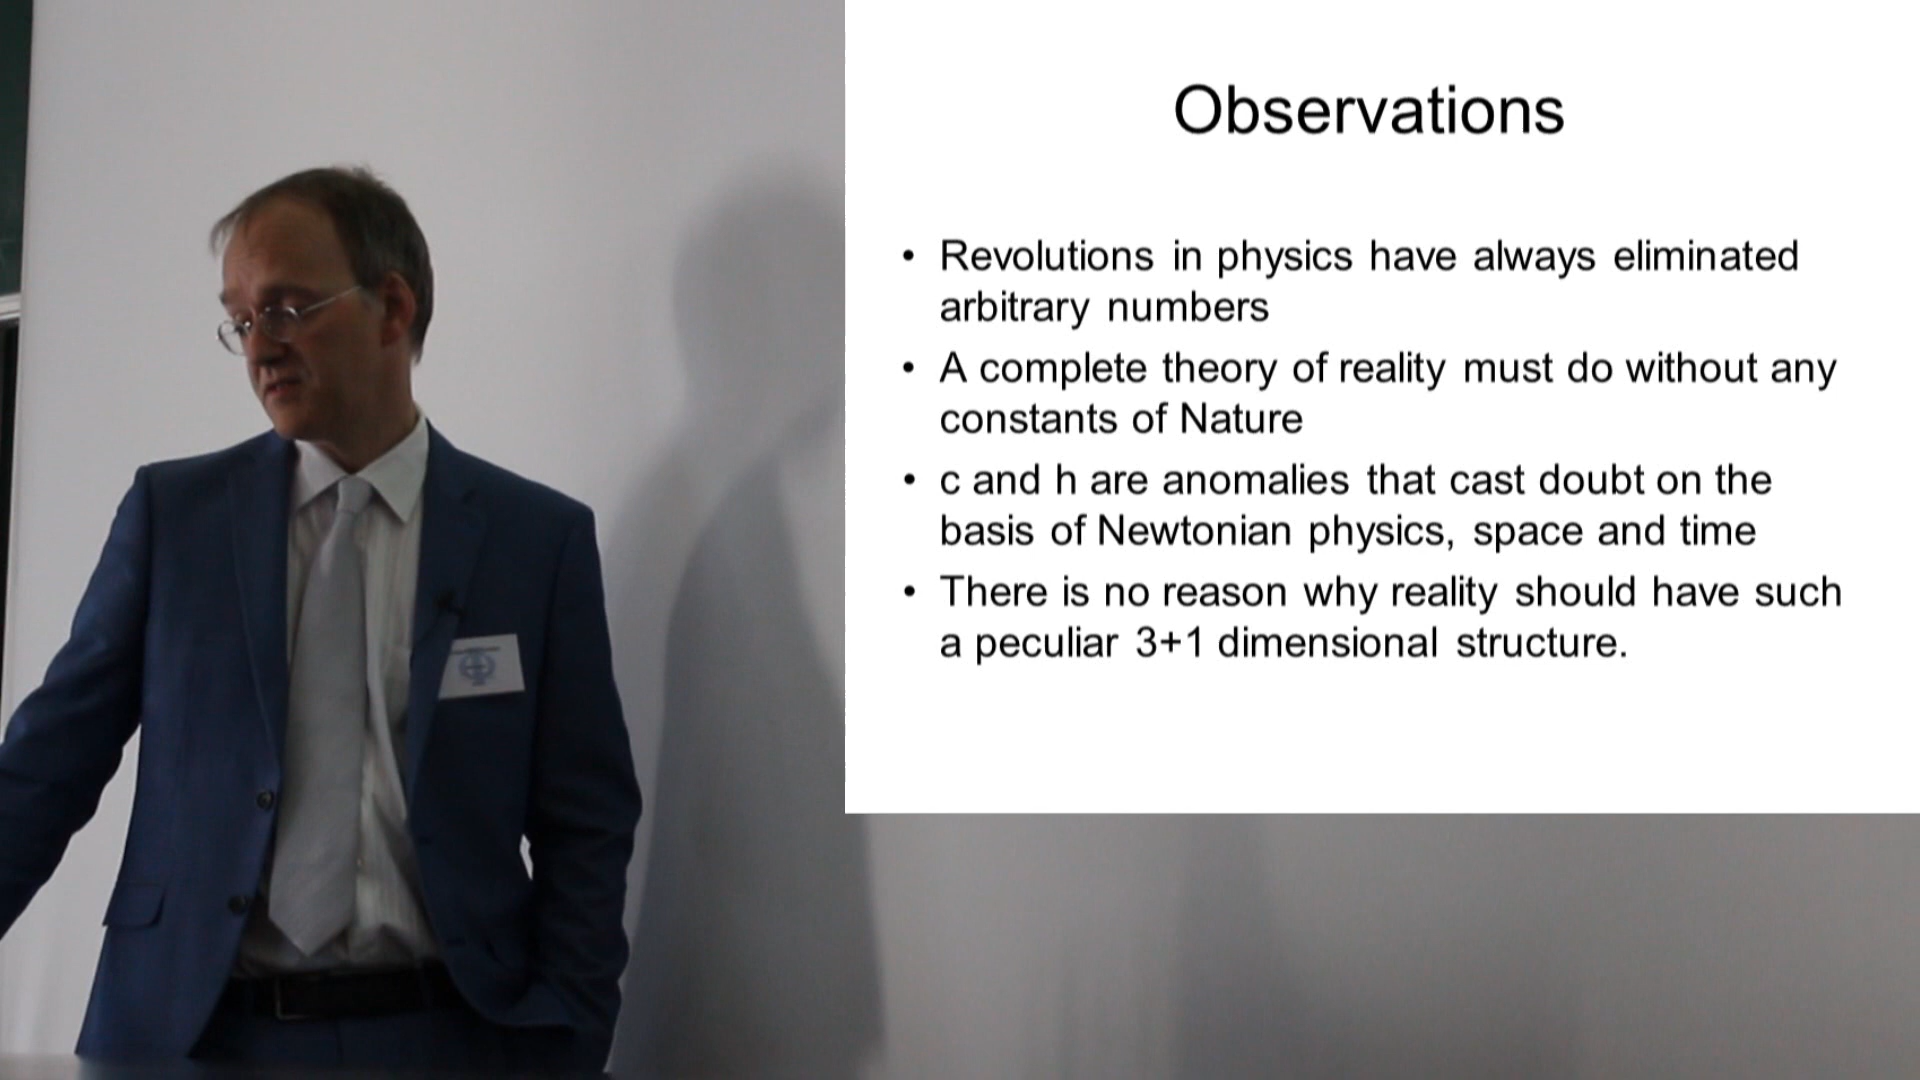 Observations
• Revolutions in physics have always eliminated
arbitrary numbers
• A complete theory of reality must do without any
constants of Nature
• c and h are anomalies that cast doubt on the
basis of Newtonian physics, space and time
• There is no reason why reality should have such
a peculiar 3+1 dimensional structure.